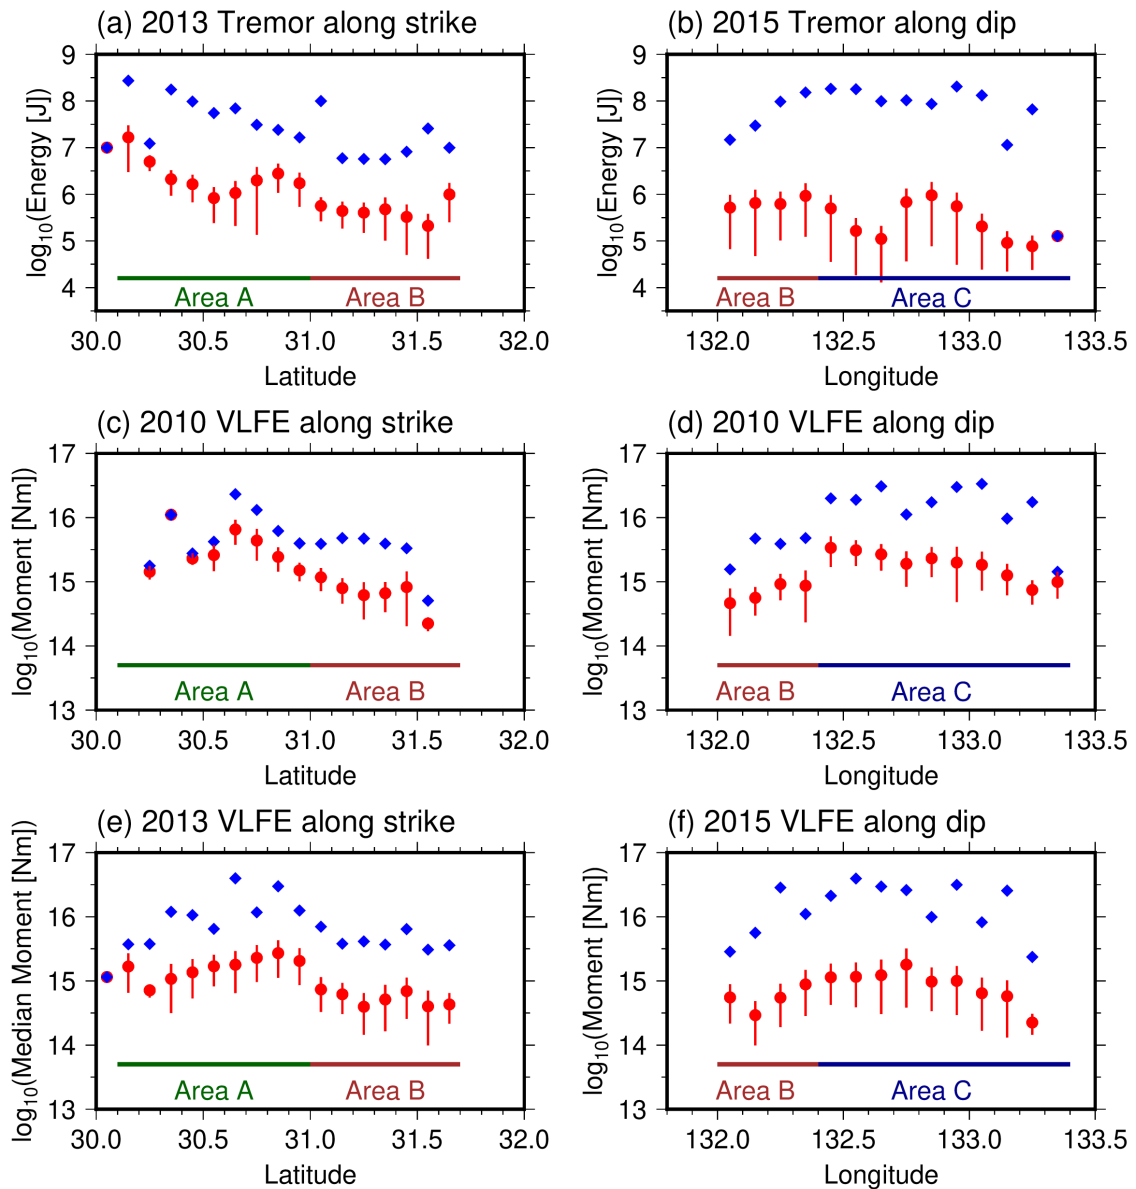 (a) 2013 Tremor along strike
log10(Energy [J])
9
8
7
6
5
4
Area A
Area B
30.0
30.5
31.0
31.5
32.0
Latitude
(b) 2015 Tremor along dip
log10(Energy [J])
9
8
7
6
5
4
Area B
Area C
132.0
132.5
133.0
133.5
Longitude
(c) 2010 VLFE along strike
log10(Moment [Nm])
17
16
15
14
13
Area A
Area B
30.0
30.5
31.0
31.5
32.0
Latitude
(d) 2010 VLFE along dip
log10(Moment [Nm])
17
16
15
14
13
Area B
Area C
132.0
132.5
133.0
133.5
Longitude
(e) 2013 VLFE along strike
log10(Median Moment [Nm])
17
16
15
14
13
Area A
Area B
30.0
30.5
31.0
31.5
32.0
Latitude
(f) 2015 VLFE along dip
log10(Moment [Nm])
17
16
15
14
13
Area B
Area C
132.0
132.5
133.0
133.5
Longitude